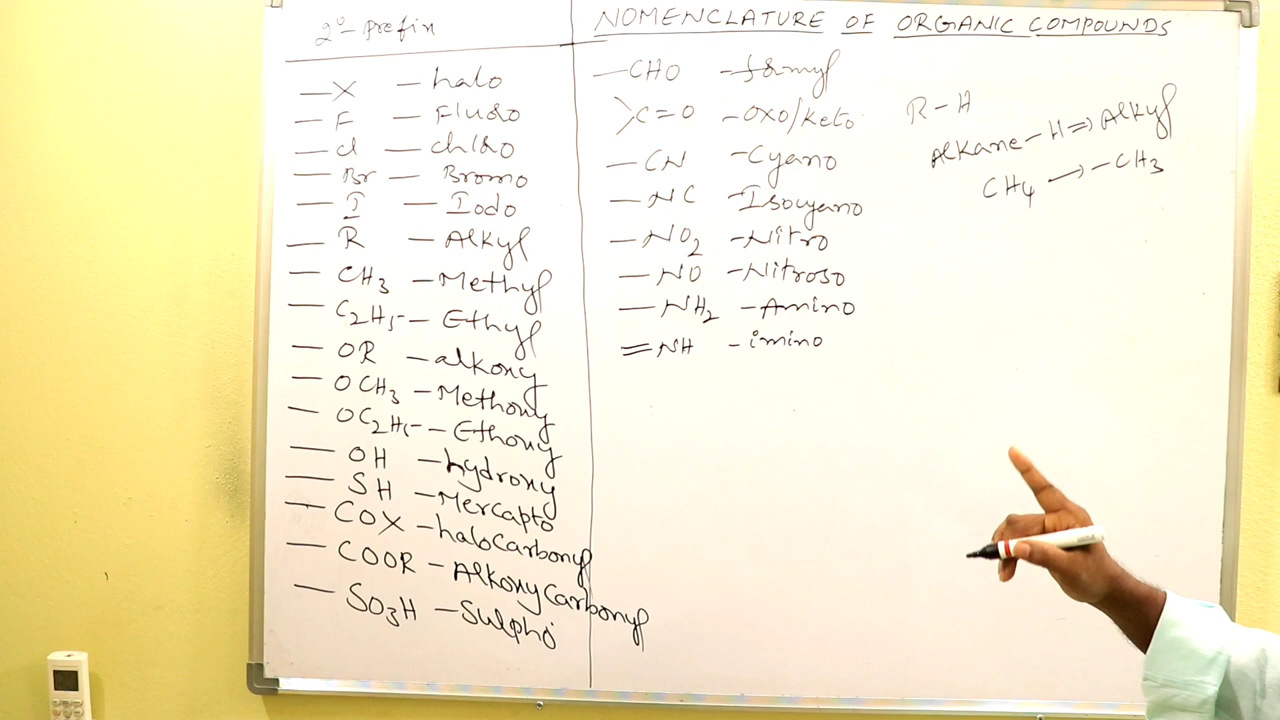 2° - prefix
— X — halo
— F — Fluoro
— Cl — chloro
— Br — Bromo
— I — Iodo
— R — Alkyl
— CH3 — Methyl
— C2H5 — Ethyl
— OR — alkoxy
— OCH3 — Methoxy
— OC2H5 — Ethoxy
— OH — hydroxy
— SH — Mercapto
— COX — halocarbonyl
— COOR — Alkoxycarbonyl
— SO3H — Sulpho
NOMENCLATURE OF ORGANIC COMPOUNDS
— CHO — formyl
>C=O — oxo/keto
— CN — Cyano
— NC — Isocyano
— NO2 — Nitro
— NO — Nitroso
— NH2 — Amino
= NH — imino
R-H
Alkane - H => Alkyl
CH4 → -CH3